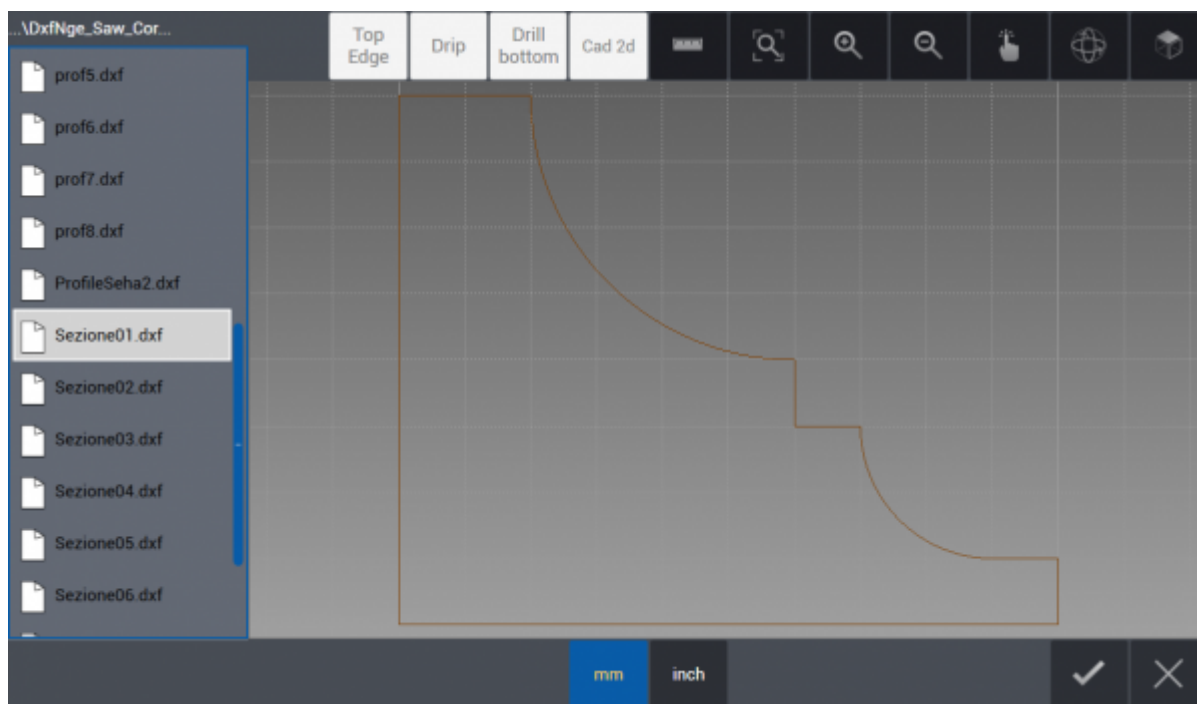 ...\DxfNge_Saw_Cor...
Top
Edge
Drip
Drill
bottom
Cad 2d
prof5.dxf
prof6.dxf
prof7.dxf
prof8.dxf
ProfileSeha2.dxf
Sezione01.dxf
Sezione02.dxf
Sezione03.dxf
Sezione04.dxf
Sezione05.dxf
Sezione06.dxf
mm
inch